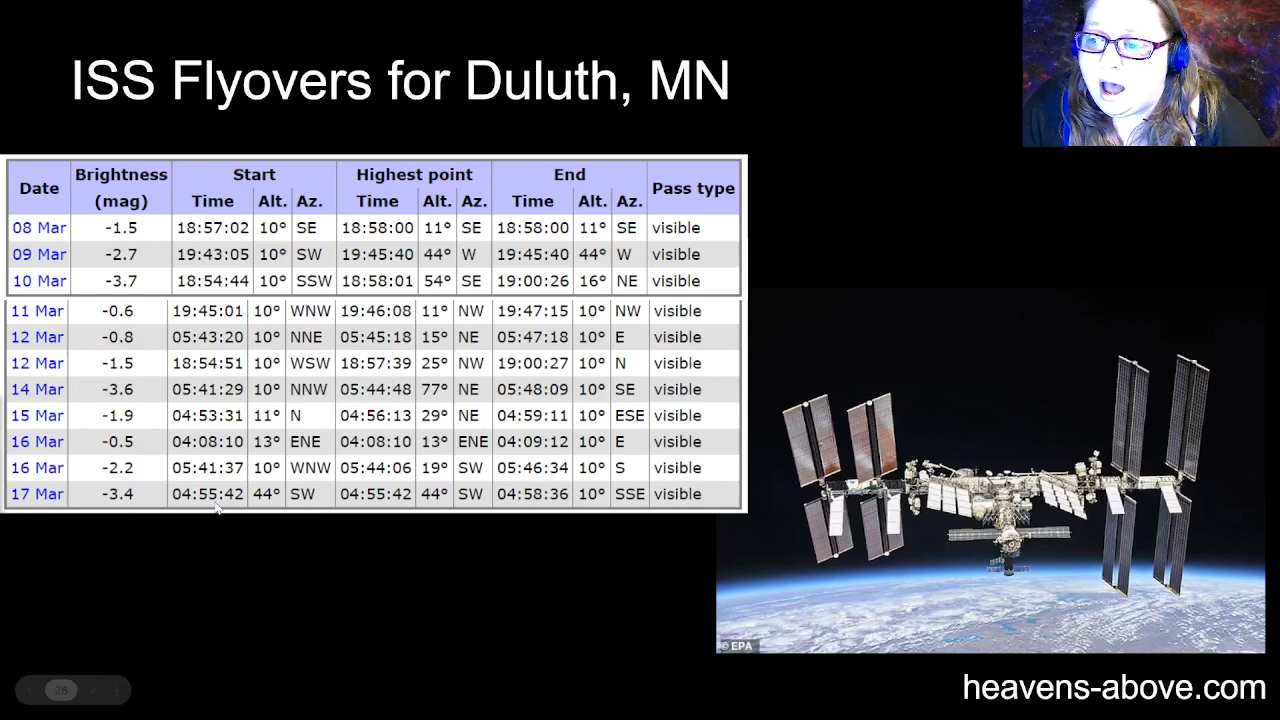 ISS Flyovers for Duluth, MN
Date Brightness (mag) Start Highest point End Pass type
Time Alt. Az. Time Alt. Az. Time Alt. Az.
08 Mar -1.5 18:57:02 10° SE 18:58:00 11° SE 18:58:00 11° SE visible
09 Mar -2.7 19:43:05 10° SW 19:45:40 44° W 19:45:40 44° W visible
10 Mar -3.7 18:54:44 10° SSW 18:58:01 54° SE 19:00:26 16° NE visible
11 Mar -0.6 19:45:01 10° WNW 19:46:08 11° NW 19:47:15 10° NW visible
12 Mar -0.8 05:43:20 10° NNE 05:45:18 15° NE 05:47:18 10° E visible
12 Mar -1.5 18:54:51 10° WSW 18:57:39 25° NW 19:00:27 10° N visible
14 Mar -3.6 05:41:29 10° NNW 05:44:48 77° NE 05:48:09 10° SE visible
15 Mar -1.9 04:53:31 11° N 04:56:13 29° NE 04:59:11 10° ESE visible
16 Mar -0.5 04:08:10 13° ENE 04:08:10 13° ENE 04:09:12 10° E visible
16 Mar -2.2 05:41:37 10° WNW 05:44:06 19° SW 05:46:34 10° S visible
17 Mar -3.4 04:55:42 44° SW 04:55:42 44° SW 04:58:36 10° SSE visible
© EPA
26
heavens-above.com